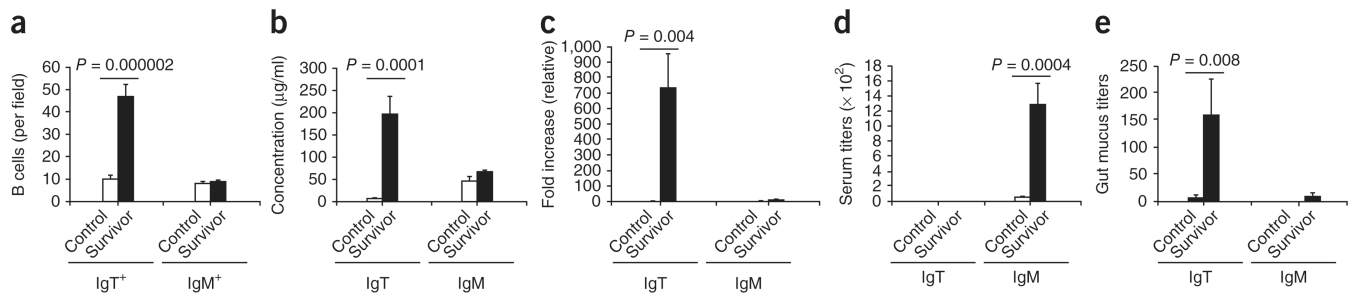 a
P = 0.000002
B cells (per field)
60
50
40
30
20
10
0
Control
Survivor
Control
Survivor
IgT+
IgM+
b
P = 0.0001
Concentration (µg/ml)
300
250
200
150
100
50
0
Control
Survivor
Control
Survivor
IgT
IgM
c
P = 0.004
Fold increase (relative)
1,000
900
800
700
600
500
400
300
200
100
0
Control
Survivor
Control
Survivor
IgT
IgM
d
P = 0.0004
Serum titers (× 10²)
18
16
14
12
10
8
6
4
2
0
Control
Survivor
Control
Survivor
IgT
IgM
e
P = 0.008
Gut mucus titers
250
200
150
100
50
0
Control
Survivor
Control
Survivor
IgT
IgM